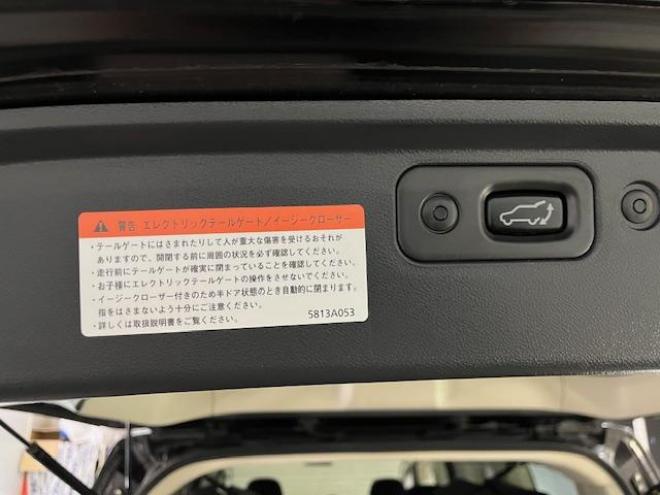 警告 エレクトリックテールゲート/イージークローザー
・テールゲートにはさまれたりして人が重大な傷害を受けるおそれが
ありますので、開閉する前に周囲の状況を必ず確認してください。
・走行前にテールゲートが確実に閉まっていることを確認してください。
・お子様にエレクトリックテールゲートの操作をさせないでください。
・イージークローザー付きのため半ドア状態のとき自動的に閉まります。
指をはさまないよう十分にご注意ください。
・詳しくは取扱説明書をご覧ください。
5813A053